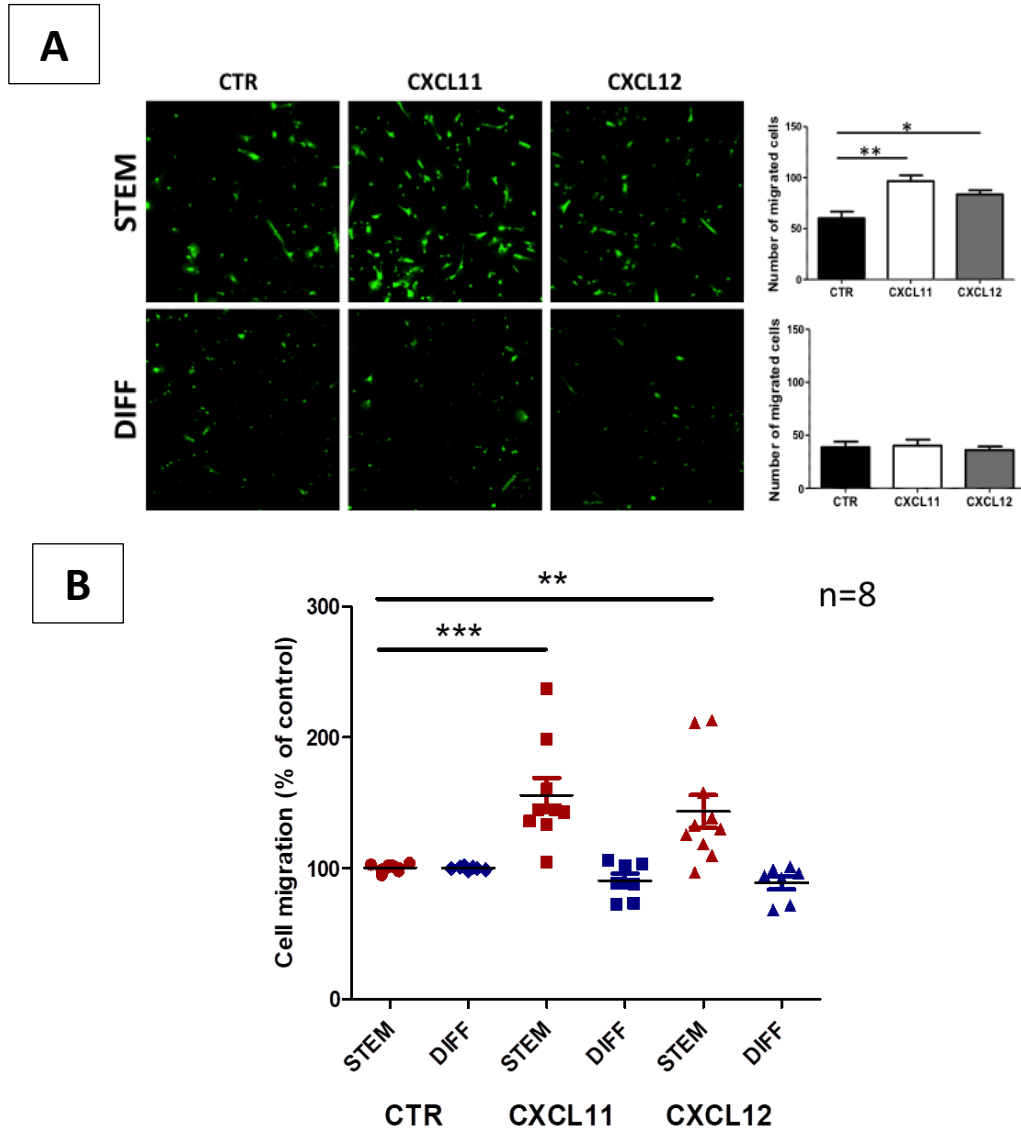 A
CTR CXCL11 CXCL12
STEM
DIFF
Number of migrated cells
150
100
50
0
*
**
CTR CXCL11 CXCL12
Number of migrated cells
150
100
50
0
CTR CXCL11 CXCL12
B
n=8
Cell migration (% of control)
300
200
100
0
**
***
STEM DIFF STEM DIFF STEM DIFF
CTR CXCL11 CXCL12